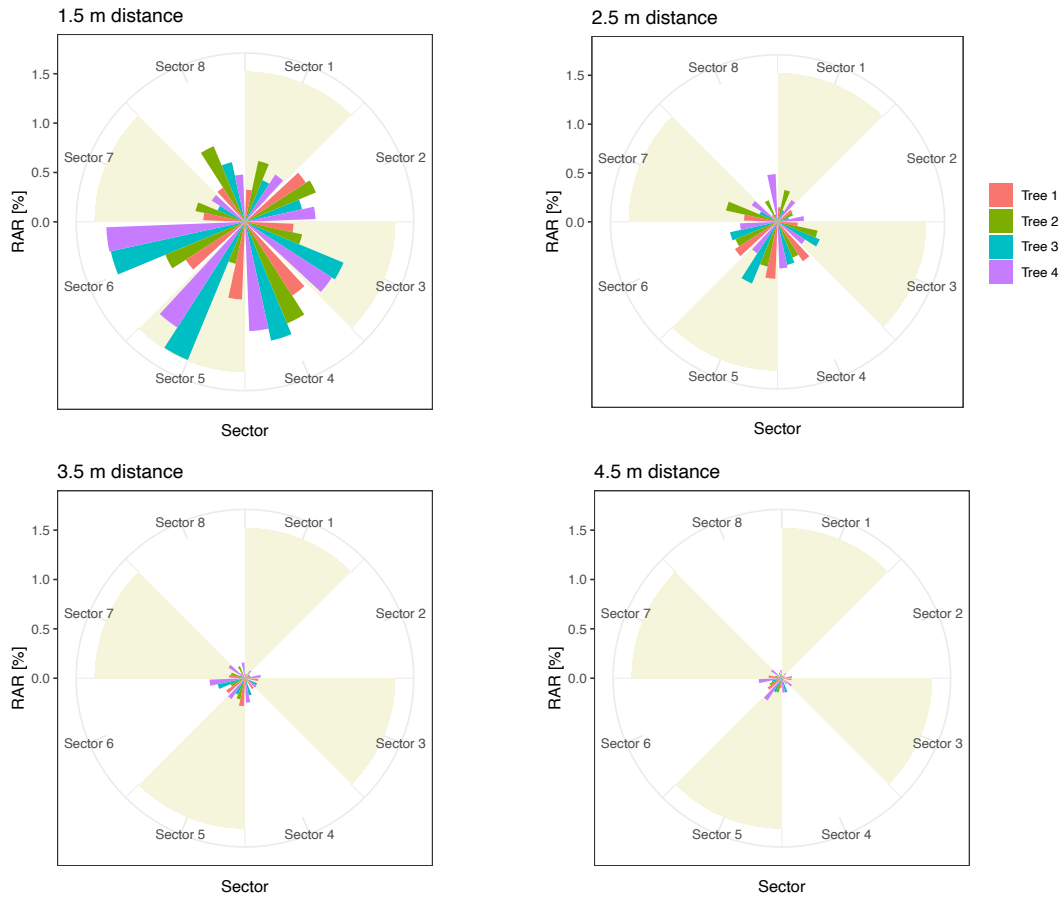 1.5 m distance
2.5 m distance
RAR [%]
1.5
1.0
0.5
0.0
Sector 8
Sector 1
Sector 7
Sector 2
Sector 6
Sector 3
Sector 5
Sector 4
Sector
RAR [%]
1.5
1.0
0.5
0.0
Sector 8
Sector 1
Sector 7
Sector 2
Sector 6
Sector 3
Sector 5
Sector 4
Sector
Tree 1
Tree 2
Tree 3
Tree 4
3.5 m distance
4.5 m distance
RAR [%]
1.5
1.0
0.5
0.0
Sector 8
Sector 1
Sector 7
Sector 2
Sector 6
Sector 3
Sector 5
Sector 4
Sector
RAR [%]
1.5
1.0
0.5
0.0
Sector 8
Sector 1
Sector 7
Sector 2
Sector 6
Sector 3
Sector 5
Sector 4
Sector